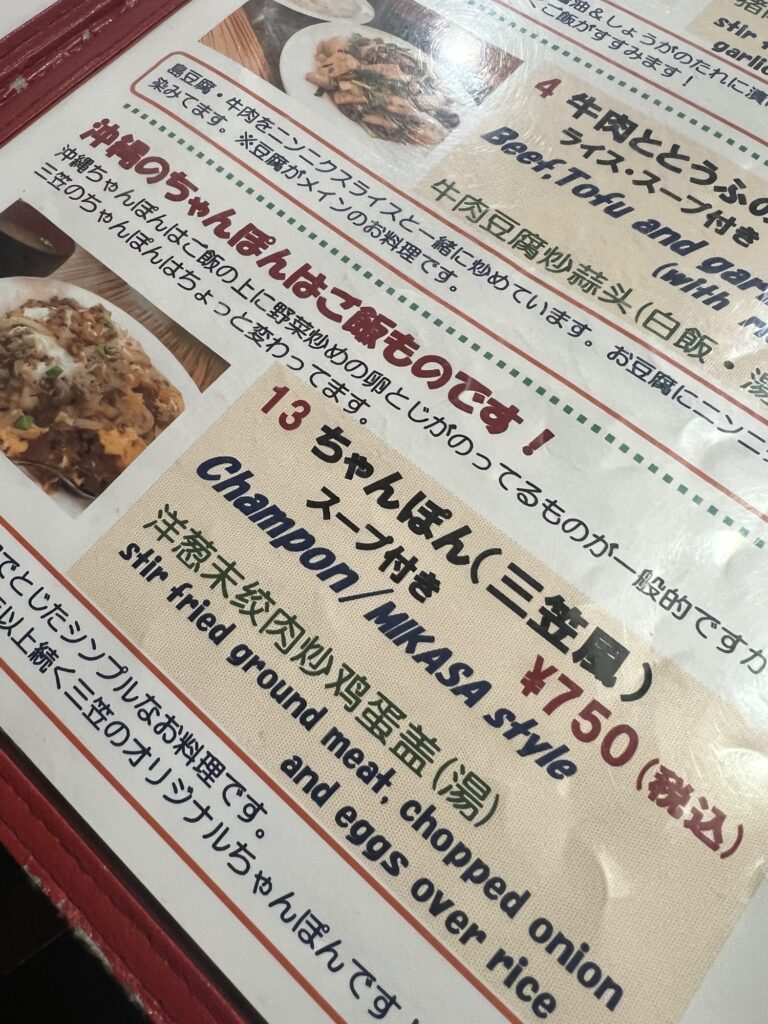 油&しょうがのたれに漬
ご飯がすすみます！
stir f
garlic
4 牛肉ととうふの
ライス・スープ付き
Beef,Tofu and gar
(with r
牛肉豆腐炒蒜头(白飯・湯
島豆腐・牛肉をニンニクスライスと一緒に炒めています。お豆腐にニンニ
染みてます。※豆腐がメインのお料理です。
沖縄のちゃんぽんはご飯ものです！
沖縄ちゃんぽんはご飯の上に野菜炒めの卵とじがのってるものが一般的ですが
三笠のちゃんぽんはちょっと変わってます。
13 ちゃんぽん(三笠風)
スープ付き ¥750(税込)
Champon/MIKASA style
洋葱末绞肉炒鸡蛋盖(湯)
stir fried ground meat, chopped onion
and eggs over rice
でとじたシンプルなお料理です。
以上続く三笠のオリジナルちゃんぽんです！